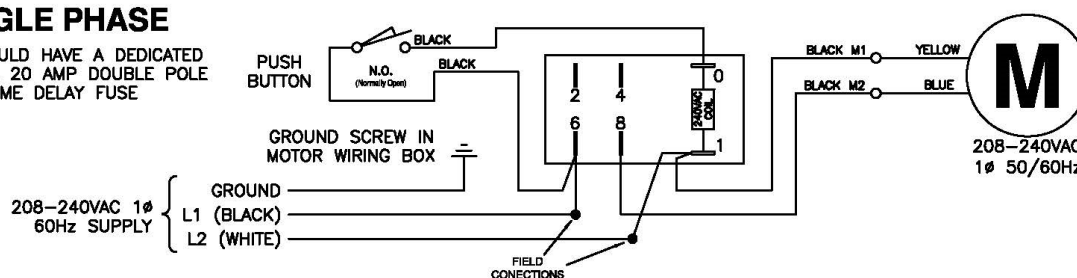 GLE PHASE
ULD HAVE A DEDICATED
20 AMP DOUBLE POLE
ME DELAY FUSE
PUSH
BUTTON
BLACK
N.O.
(Normally Open)
BLACK
2
4
6
8
0
240VAC
COIL
1
BLACK M1
YELLOW
BLACK M2
BLUE
M
208-240VAC
1ø 50/60Hz
GROUND SCREW IN
MOTOR WIRING BOX
208-240VAC 1ø
60Hz SUPPLY
GROUND
L1 (BLACK)
L2 (WHITE)
FIELD
CONECTIONS